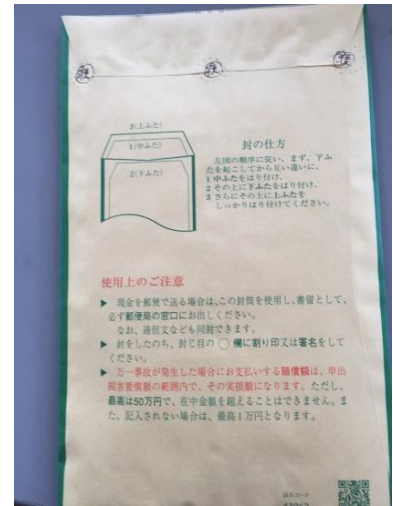 3(上ふた)
1(中ふた)
2(下ふた)
封の仕方
左図の順序に従い、まず、下ふ
たを起こしてから互い違いに、
1 中ふたをはり付け、
2 その上に下ふたをはり付け、
3 さらにその上に上ふたを
しっかりはり付けてください。
使用上のご注意
▶ 現金を郵便で送る場合は、この封筒を使用し、書留として、
必ず郵便局の窓口にお出しください。
なお、通信文なども同封できます。
▶ 封をしたのち、封じ目の○欄に割り印又は署名をして
ください。
▶ 万一事故が発生した場合にお支払いする賠償額は、申出
損害要償額の範囲内で、その実損額になります。ただし、
最高は50万円で、在中金額を超えることはできません。ま
た、記入されない場合は、最高1万円となります。